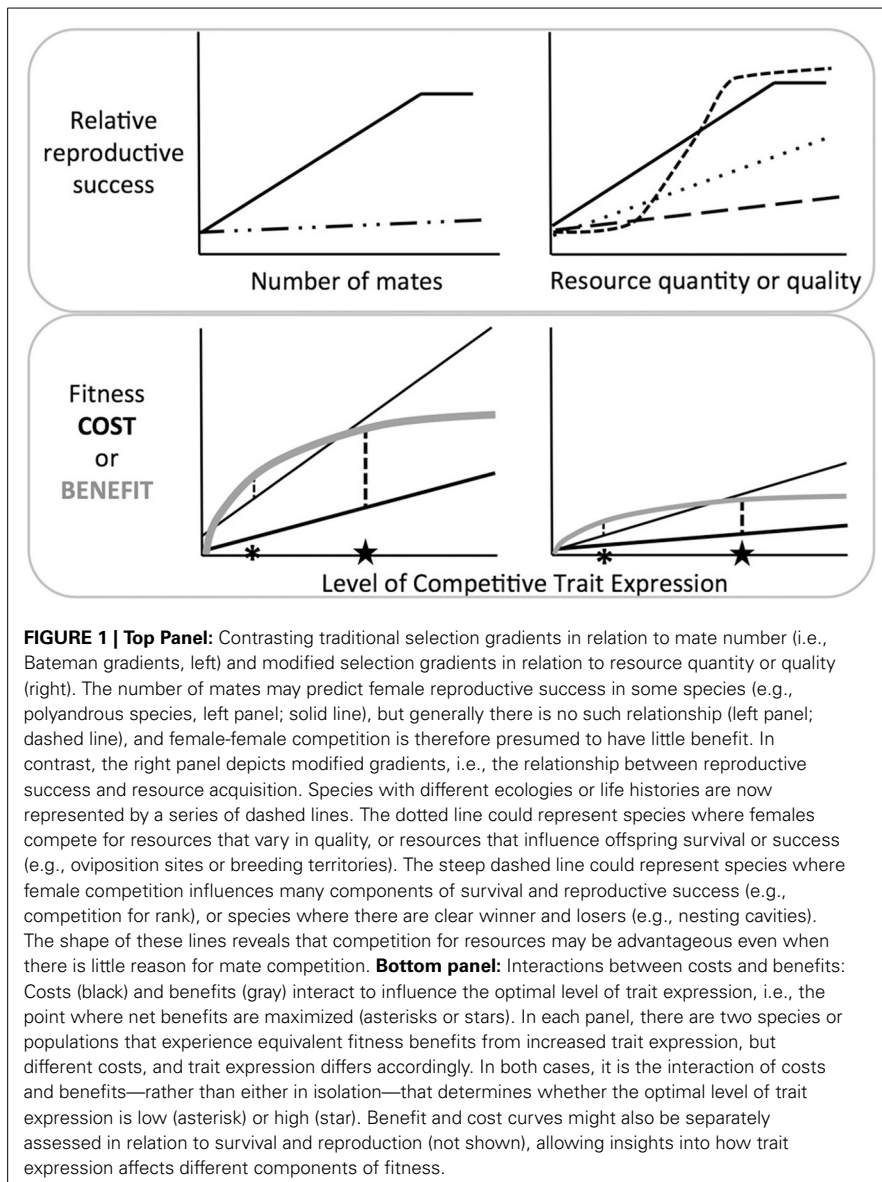 Relative
reproductive
success
Number of mates
Resource quantity or quality
Fitness
COST
or
BENEFIT
*
★
*
★
Level of Competitive Trait Expression
FIGURE 1 | Top Panel: Contrasting traditional selection gradients in relation to mate number (i.e.,
Bateman gradients, left) and modified selection gradients in relation to resource quantity or quality
(right). The number of mates may predict female reproductive success in some species (e.g.,
polyandrous species, left panel; solid line), but generally there is no such relationship (left panel;
dashed line), and female-female competition is therefore presumed to have little benefit. In
contrast, the right panel depicts modified gradients, i.e., the relationship between reproductive
success and resource acquisition. Species with different ecologies or life histories are now
represented by a series of dashed lines. The dotted line could represent species where females
compete for resources that vary in quality, or resources that influence offspring survival or success
(e.g., oviposition sites or breeding territories). The steep dashed line could represent species where
female competition influences many components of survival and reproductive success (e.g.,
competition for rank), or species where there are clear winner and losers (e.g., nesting cavities).
The shape of these lines reveals that competition for resources may be advantageous even when
there is little reason for mate competition. Bottom panel: Interactions between costs and benefits:
Costs (black) and benefits (gray) interact to influence the optimal level of trait expression, i.e., the
point where net benefits are maximized (asterisks or stars). In each panel, there are two species or
populations that experience equivalent fitness benefits from increased trait expression, but
different costs, and trait expression differs accordingly. In both cases, it is the interaction of costs
and benefits—rather than either in isolation—that determines whether the optimal level of trait
expression is low (asterisk) or high (star). Benefit and cost curves might also be separately
assessed in relation to survival and reproduction (not shown), allowing insights into how trait
expression affects different components of fitness.